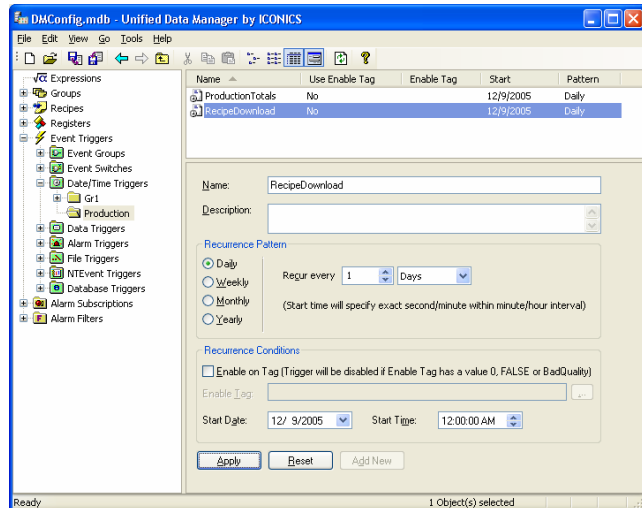 DMConfig.mdb - Unified Data Manager by ICONICS
File Edit View Go Tools Help
Expressions
Groups
Recipes
Registers
Event Triggers
Event Groups
Event Switches
Date/Time Triggers
Gr1
Production
Data Triggers
Alarm Triggers
File Triggers
NTEvent Triggers
Database Triggers
Alarm Subscriptions
Alarm Filters
Name Use Enable Tag Enable Tag Start Pattern
ProductionTotals No 12/9/2005 Daily
RecipeDownload No 12/9/2005 Daily
Name: RecipeDownload
Description:
Recurrence Pattern
Daily
Weekly
Monthly
Yearly
Recur every 1 Days
(Start time will specify exact second/minute within minute/hour interval)
Recurrence Conditions
Enable on Tag (Trigger will be disabled if Enable Tag has a value 0, FALSE or BadQuality)
Enable Tag: ...
Start Date: 12/ 9/2005 Start Time: 12:00:00 AM
Apply Reset Add New
Ready 1 Object(s) selected